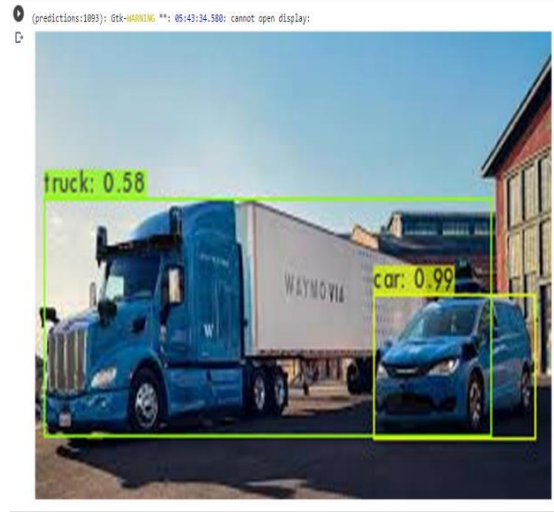 (predictions:1093): Gtk-WARNING **: 05:43:34.580: cannot open display:
truck: 0.58
car: 0.99
WAYMO VIA
W